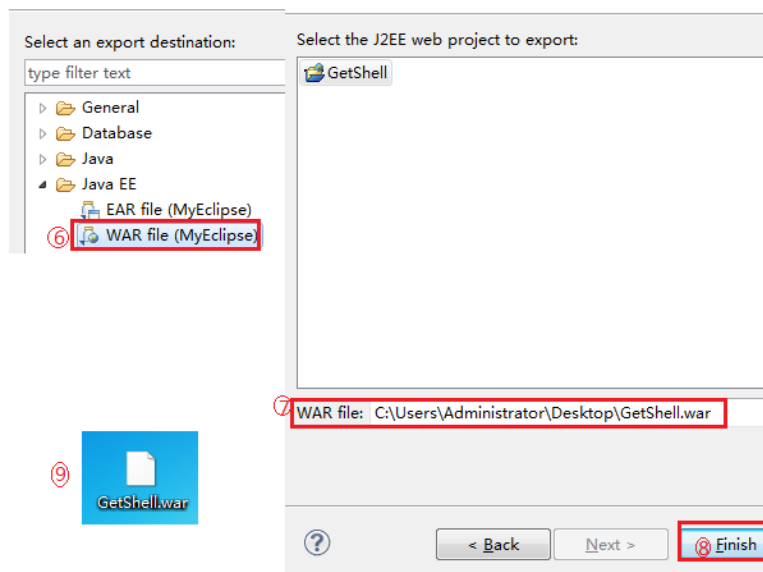 Select an export destination:
type filter text
General
Database
Java
Java EE
EAR file (MyEclipse)
⑥ WAR file (MyEclipse)
Select the J2EE web project to export:
GetShell
⑦ WAR file: C:\Users\Administrator\Desktop\GetShell.war
⑨
GetShell.war
?
< Back
Next >
⑧ Finish